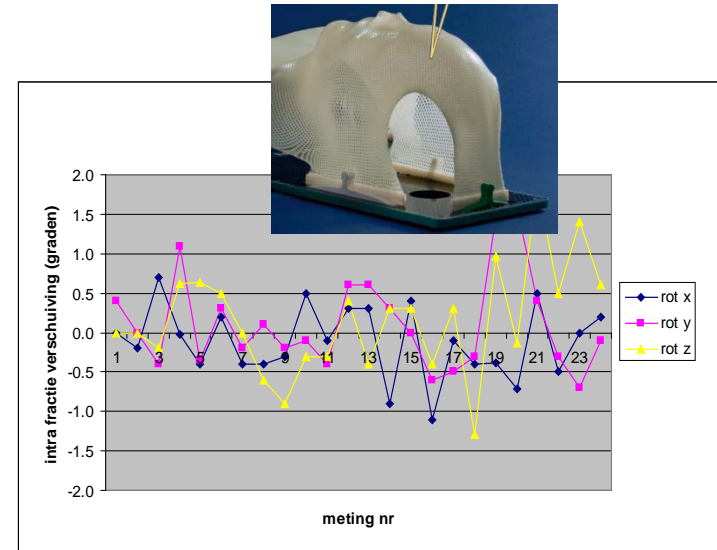 intra fractie verschuiving (graden)
2.0
1.5
1.0
0.5
0.0
-0.5
-1.0
-1.5
-2.0
1 3 5 7 9 11 13 15 17 19 21 23
meting nr
rot x
rot y
rot z